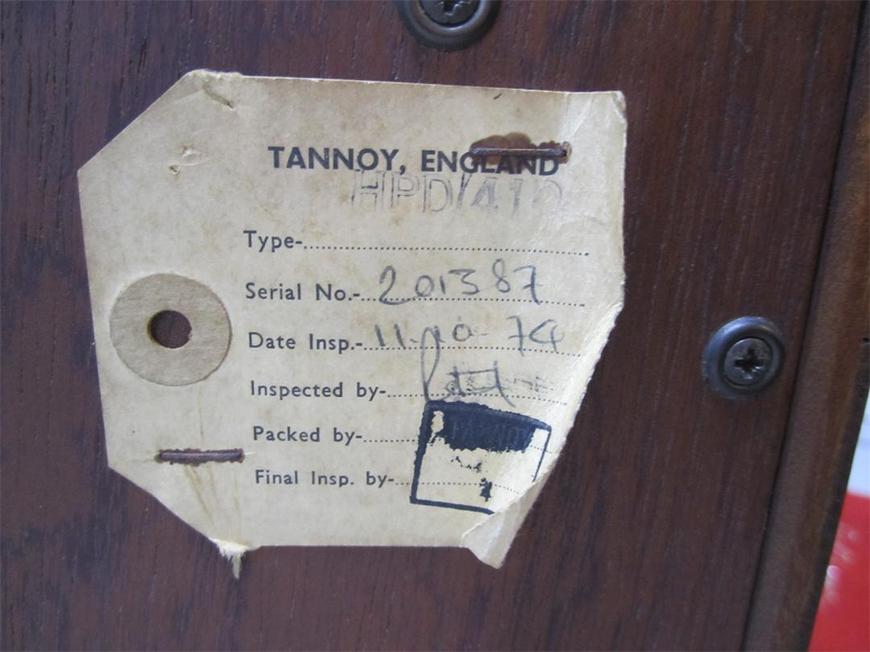 TANNOY, ENGLAND
HPD/410
Type-
Serial No.- 201387
Date Insp.- 11-10-74
Inspected by-
Packed by-
Final Insp. by-